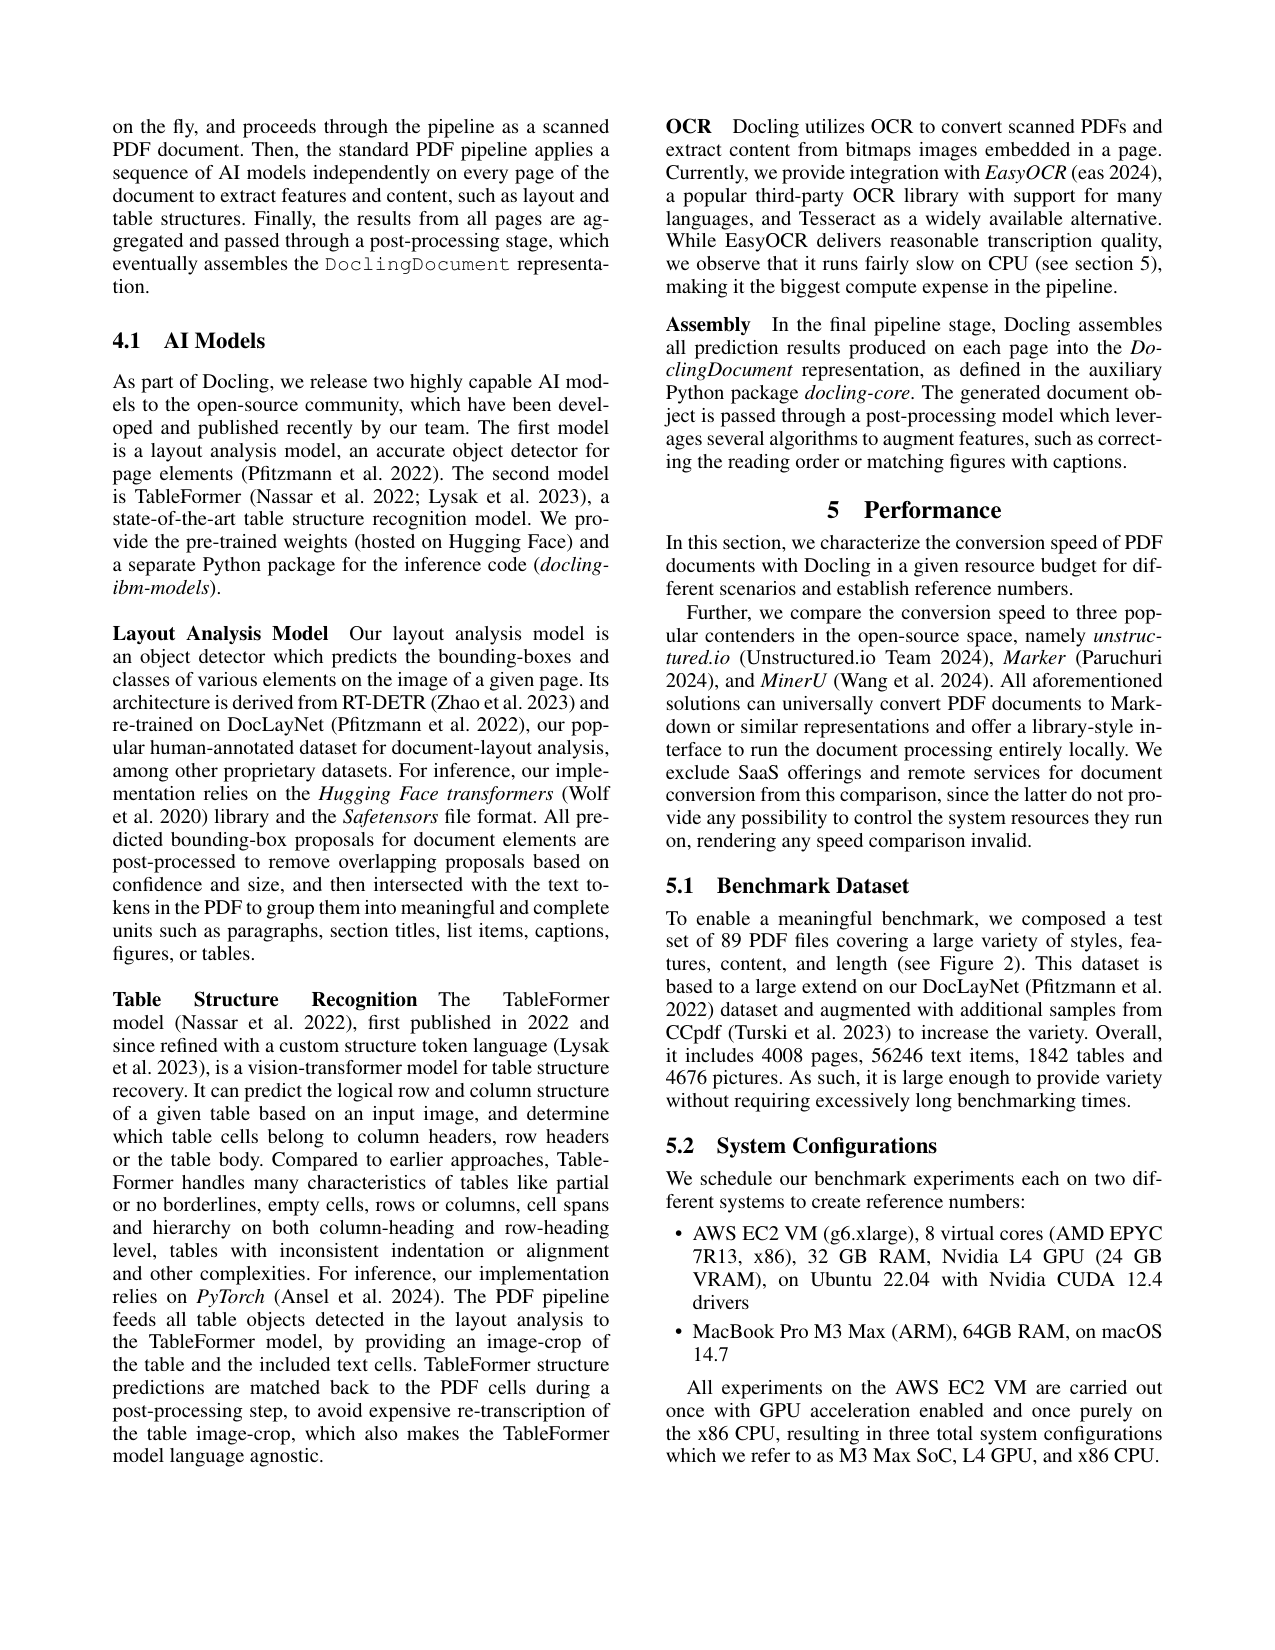 on the fly, and proceeds through the pipeline as a scanned
PDF document. Then, the standard PDF pipeline applies a
sequence of AI models independently on every page of the
document to extract features and content, such as layout and
table structures. Finally, the results from all pages are ag-
gregated and passed through a post-processing stage, which
eventually assembles the DoclingDocument representa-
tion.
4.1 AI Models
As part of Docling, we release two highly capable AI mod-
els to the open-source community, which have been devel-
oped and published recently by our team. The first model
is a layout analysis model, an accurate object detector for
page elements (Pfitzmann et al. 2022). The second model
is TableFormer (Nassar et al. 2022; Lysak et al. 2023), a
state-of-the-art table structure recognition model. We pro-
vide the pre-trained weights (hosted on Hugging Face) and
a separate Python package for the inference code (docling-
ibm-models).
Layout Analysis Model Our layout analysis model is
an object detector which predicts the bounding-boxes and
classes of various elements on the image of a given page. Its
architecture is derived from RT-DETR (Zhao et al. 2023) and
re-trained on DocLayNet (Pfitzmann et al. 2022), our pop-
ular human-annotated dataset for document-layout analysis,
among other proprietary datasets. For inference, our imple-
mentation relies on the Hugging Face transformers (Wolf
et al. 2020) library and the Safetensors file format. All pre-
dicted bounding-box proposals for document elements are
post-processed to remove overlapping proposals based on
confidence and size, and then intersected with the text to-
kens in the PDF to group them into meaningful and complete
units such as paragraphs, section titles, list items, captions,
figures, or tables.
Table Structure Recognition The TableFormer
model (Nassar et al. 2022), first published in 2022 and
since refined with a custom structure token language (Lysak
et al. 2023), is a vision-transformer model for table structure
recovery. It can predict the logical row and column structure
of a given table based on an input image, and determine
which table cells belong to column headers, row headers
or the table body. Compared to earlier approaches, Table-
Former handles many characteristics of tables like partial
or no borderlines, empty cells, rows or columns, cell spans
and hierarchy on both column-heading and row-heading
level, tables with inconsistent indentation or alignment
and other complexities. For inference, our implementation
relies on PyTorch (Ansel et al. 2024). The PDF pipeline
feeds all table objects detected in the layout analysis to
the TableFormer model, by providing an image-crop of
the table and the included text cells. TableFormer structure
predictions are matched back to the PDF cells during a
post-processing step, to avoid expensive re-transcription of
the table image-crop, which also makes the TableFormer
model language agnostic.
OCR Docling utilizes OCR to convert scanned PDFs and
extract content from bitmaps images embedded in a page.
Currently, we provide integration with EasyOCR (eas 2024),
a popular third-party OCR library with support for many
languages, and Tesseract as a widely available alternative.
While EasyOCR delivers reasonable transcription quality,
we observe that it runs fairly slow on CPU (see section 5),
making it the biggest compute expense in the pipeline.
Assembly In the final pipeline stage, Docling assembles
all prediction results produced on each page into the Do-
clingDocument representation, as defined in the auxiliary
Python package docling-core. The generated document ob-
ject is passed through a post-processing model which lever-
ages several algorithms to augment features, such as correct-
ing the reading order or matching figures with captions.
5 Performance
In this section, we characterize the conversion speed of PDF
documents with Docling in a given resource budget for dif-
ferent scenarios and establish reference numbers.
Further, we compare the conversion speed to three pop-
ular contenders in the open-source space, namely unstruc-
tured.io (Unstructured.io Team 2024), Marker (Paruchuri
2024), and MinerU (Wang et al. 2024). All aforementioned
solutions can universally convert PDF documents to Mark-
down or similar representations and offer a library-style in-
terface to run the document processing entirely locally. We
exclude SaaS offerings and remote services for document
conversion from this comparison, since the latter do not pro-
vide any possibility to control the system resources they run
on, rendering any speed comparison invalid.
5.1 Benchmark Dataset
To enable a meaningful benchmark, we composed a test
set of 89 PDF files covering a large variety of styles, fea-
tures, content, and length (see Figure 2). This dataset is
based to a large extend on our DocLayNet (Pfitzmann et al.
2022) dataset and augmented with additional samples from
CCpdf (Turski et al. 2023) to increase the variety. Overall,
it includes 4008 pages, 56246 text items, 1842 tables and
4676 pictures. As such, it is large enough to provide variety
without requiring excessively long benchmarking times.
5.2 System Configurations
We schedule our benchmark experiments each on two dif-
ferent systems to create reference numbers:
• AWS EC2 VM (g6.xlarge), 8 virtual cores (AMD EPYC
7R13, x86), 32 GB RAM, Nvidia L4 GPU (24 GB
VRAM), on Ubuntu 22.04 with Nvidia CUDA 12.4
drivers
• MacBook Pro M3 Max (ARM), 64GB RAM, on macOS
14.7
All experiments on the AWS EC2 VM are carried out
once with GPU acceleration enabled and once purely on
the x86 CPU, resulting in three total system configurations
which we refer to as M3 Max SoC, L4 GPU, and x86 CPU.